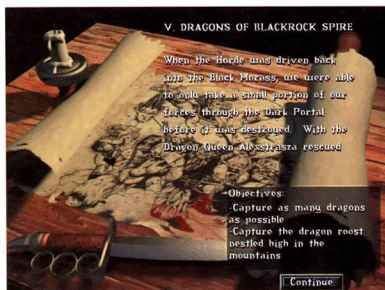 V. DRAGONS OF BLACKROCK SPIRE
When the Horde was driven back
into the Black Morass, we were able
to only take a small portion of our
forces through the Dark Portal
before it was destroyed. With the
Dragon Queen Alexstrasza rescued
Objectives:
-Capture as many dragons
as possible
-Capture the dragon roost
nestled high in the
mountains
Continue